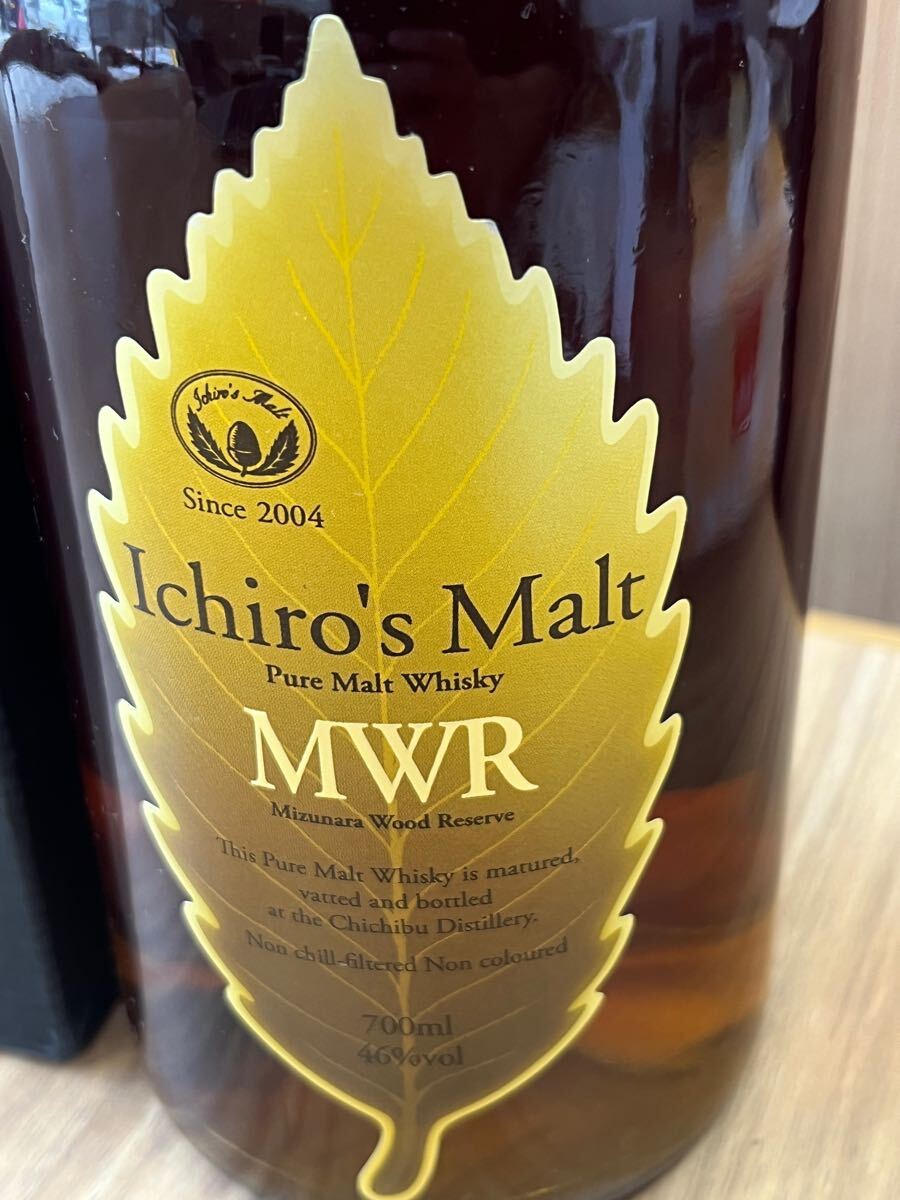 Ichiro's Malt
Since 2004
Ichiro's Malt
Pure Malt Whisky
MWR
Mizunara Wood Reserve
This Pure Malt Whisky is matured,
vatted and bottled
at the Chichibu Distillery.
Non chill-filtered Non coloured
700ml
46%vol